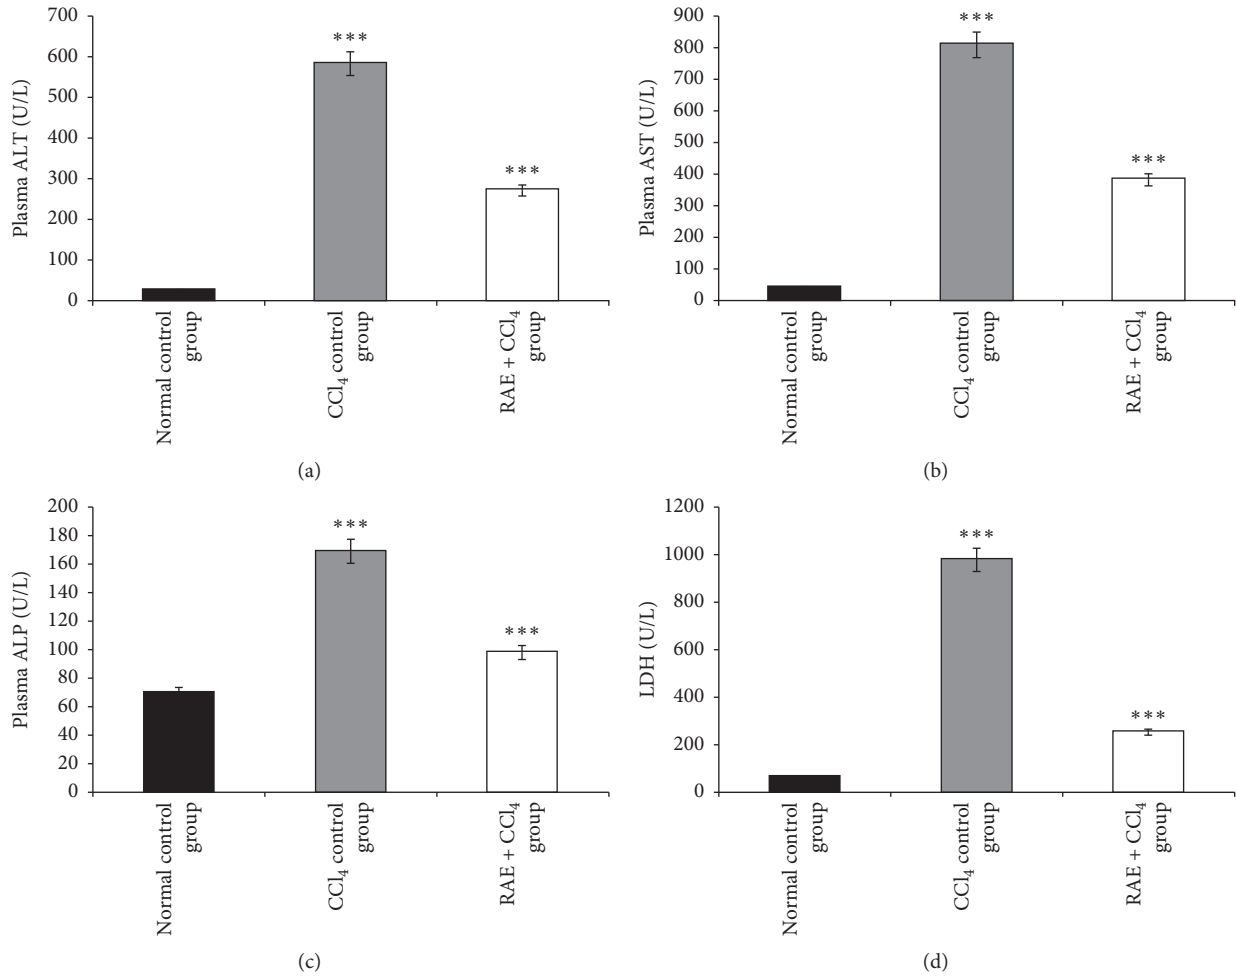 700
600
500
400
300
200
100
0
Plasma ALT (U/L)
***
***
Normal control
group
CCl₄ control
group
RAE + CCl₄
group
(a)
900
800
700
600
500
400
300
200
100
0
Plasma AST (U/L)
***
***
Normal control
group
CCl₄ control
group
RAE + CCl₄
group
(b)
200
180
160
140
120
100
80
60
40
20
0
Plasma ALP (U/L)
***
***
Normal control
group
CCl₄ control
group
RAE + CCl₄
group
(c)
1200
1000
800
600
400
200
0
LDH (U/L)
***
***
Normal control
group
CCl₄ control
group
RAE + CCl₄
group
(d)